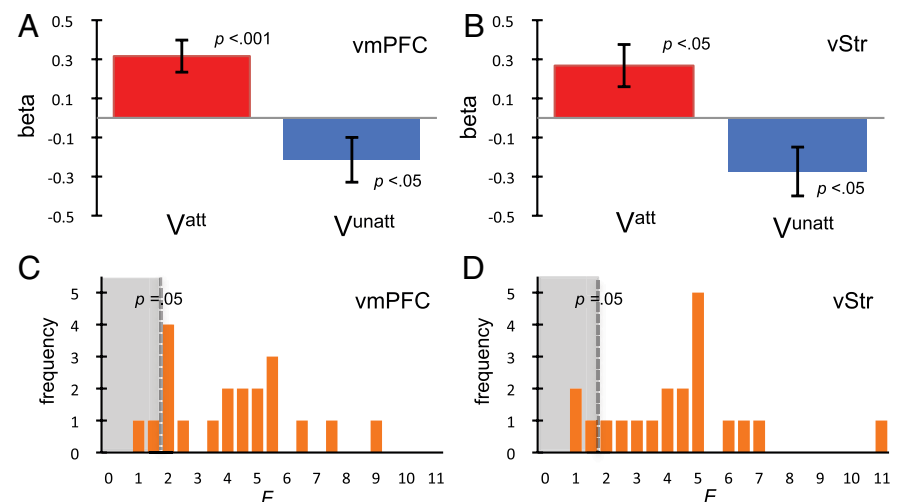 A
B
0.5
0.3
0.1
-0.1
-0.3
-0.5
beta
p <.001
vmPFC
p <.05
Vatt
Vunatt
0.5
0.3
0.1
-0.1
-0.3
-0.5
beta
p <.05
vStr
p <.05
Vatt
Vunatt
C
D
5
4
3
2
1
0
frequency
p =.05
vmPFC
0 1 2 3 4 5 6 7 8 9 10 11
F
5
4
3
2
1
0
frequency
p =.05
vStr
0 1 2 3 4 5 6 7 8 9 10 11
F